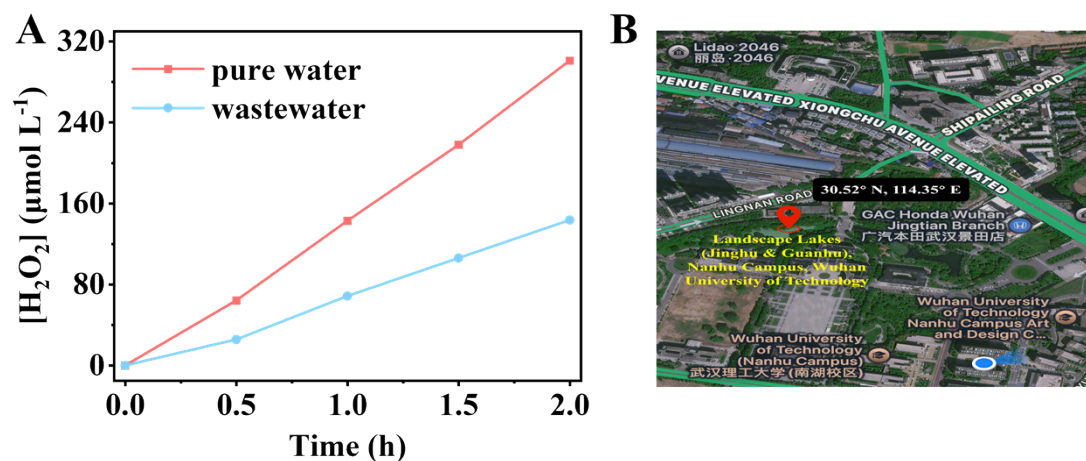 A
[H₂O₂] (μmol L⁻¹)
320
240
160
80
0
pure water
wastewater
0.0 0.5 1.0 1.5 2.0
Time (h)
B
Lidao 2046
丽岛·2046
VENUE ELEVATED XIONGCHU AVENUE ELEVATED
SHIPAILING ROAD
30.52° N, 114.35° E
LINGNAN ROAD
GAC Honda Wuhan
Jingtian Branch
广汽本田武汉景田店
Landscape Lakes
(Jinghu & Guanhu),
Nanhu Campus, Wuhan
University of Technology
Wuhan University
of Technology
Nanhu Campus Art
and Design C...
Wuhan University
of Technology
(Nanhu Campus)
武汉理工大学(南湖校区)